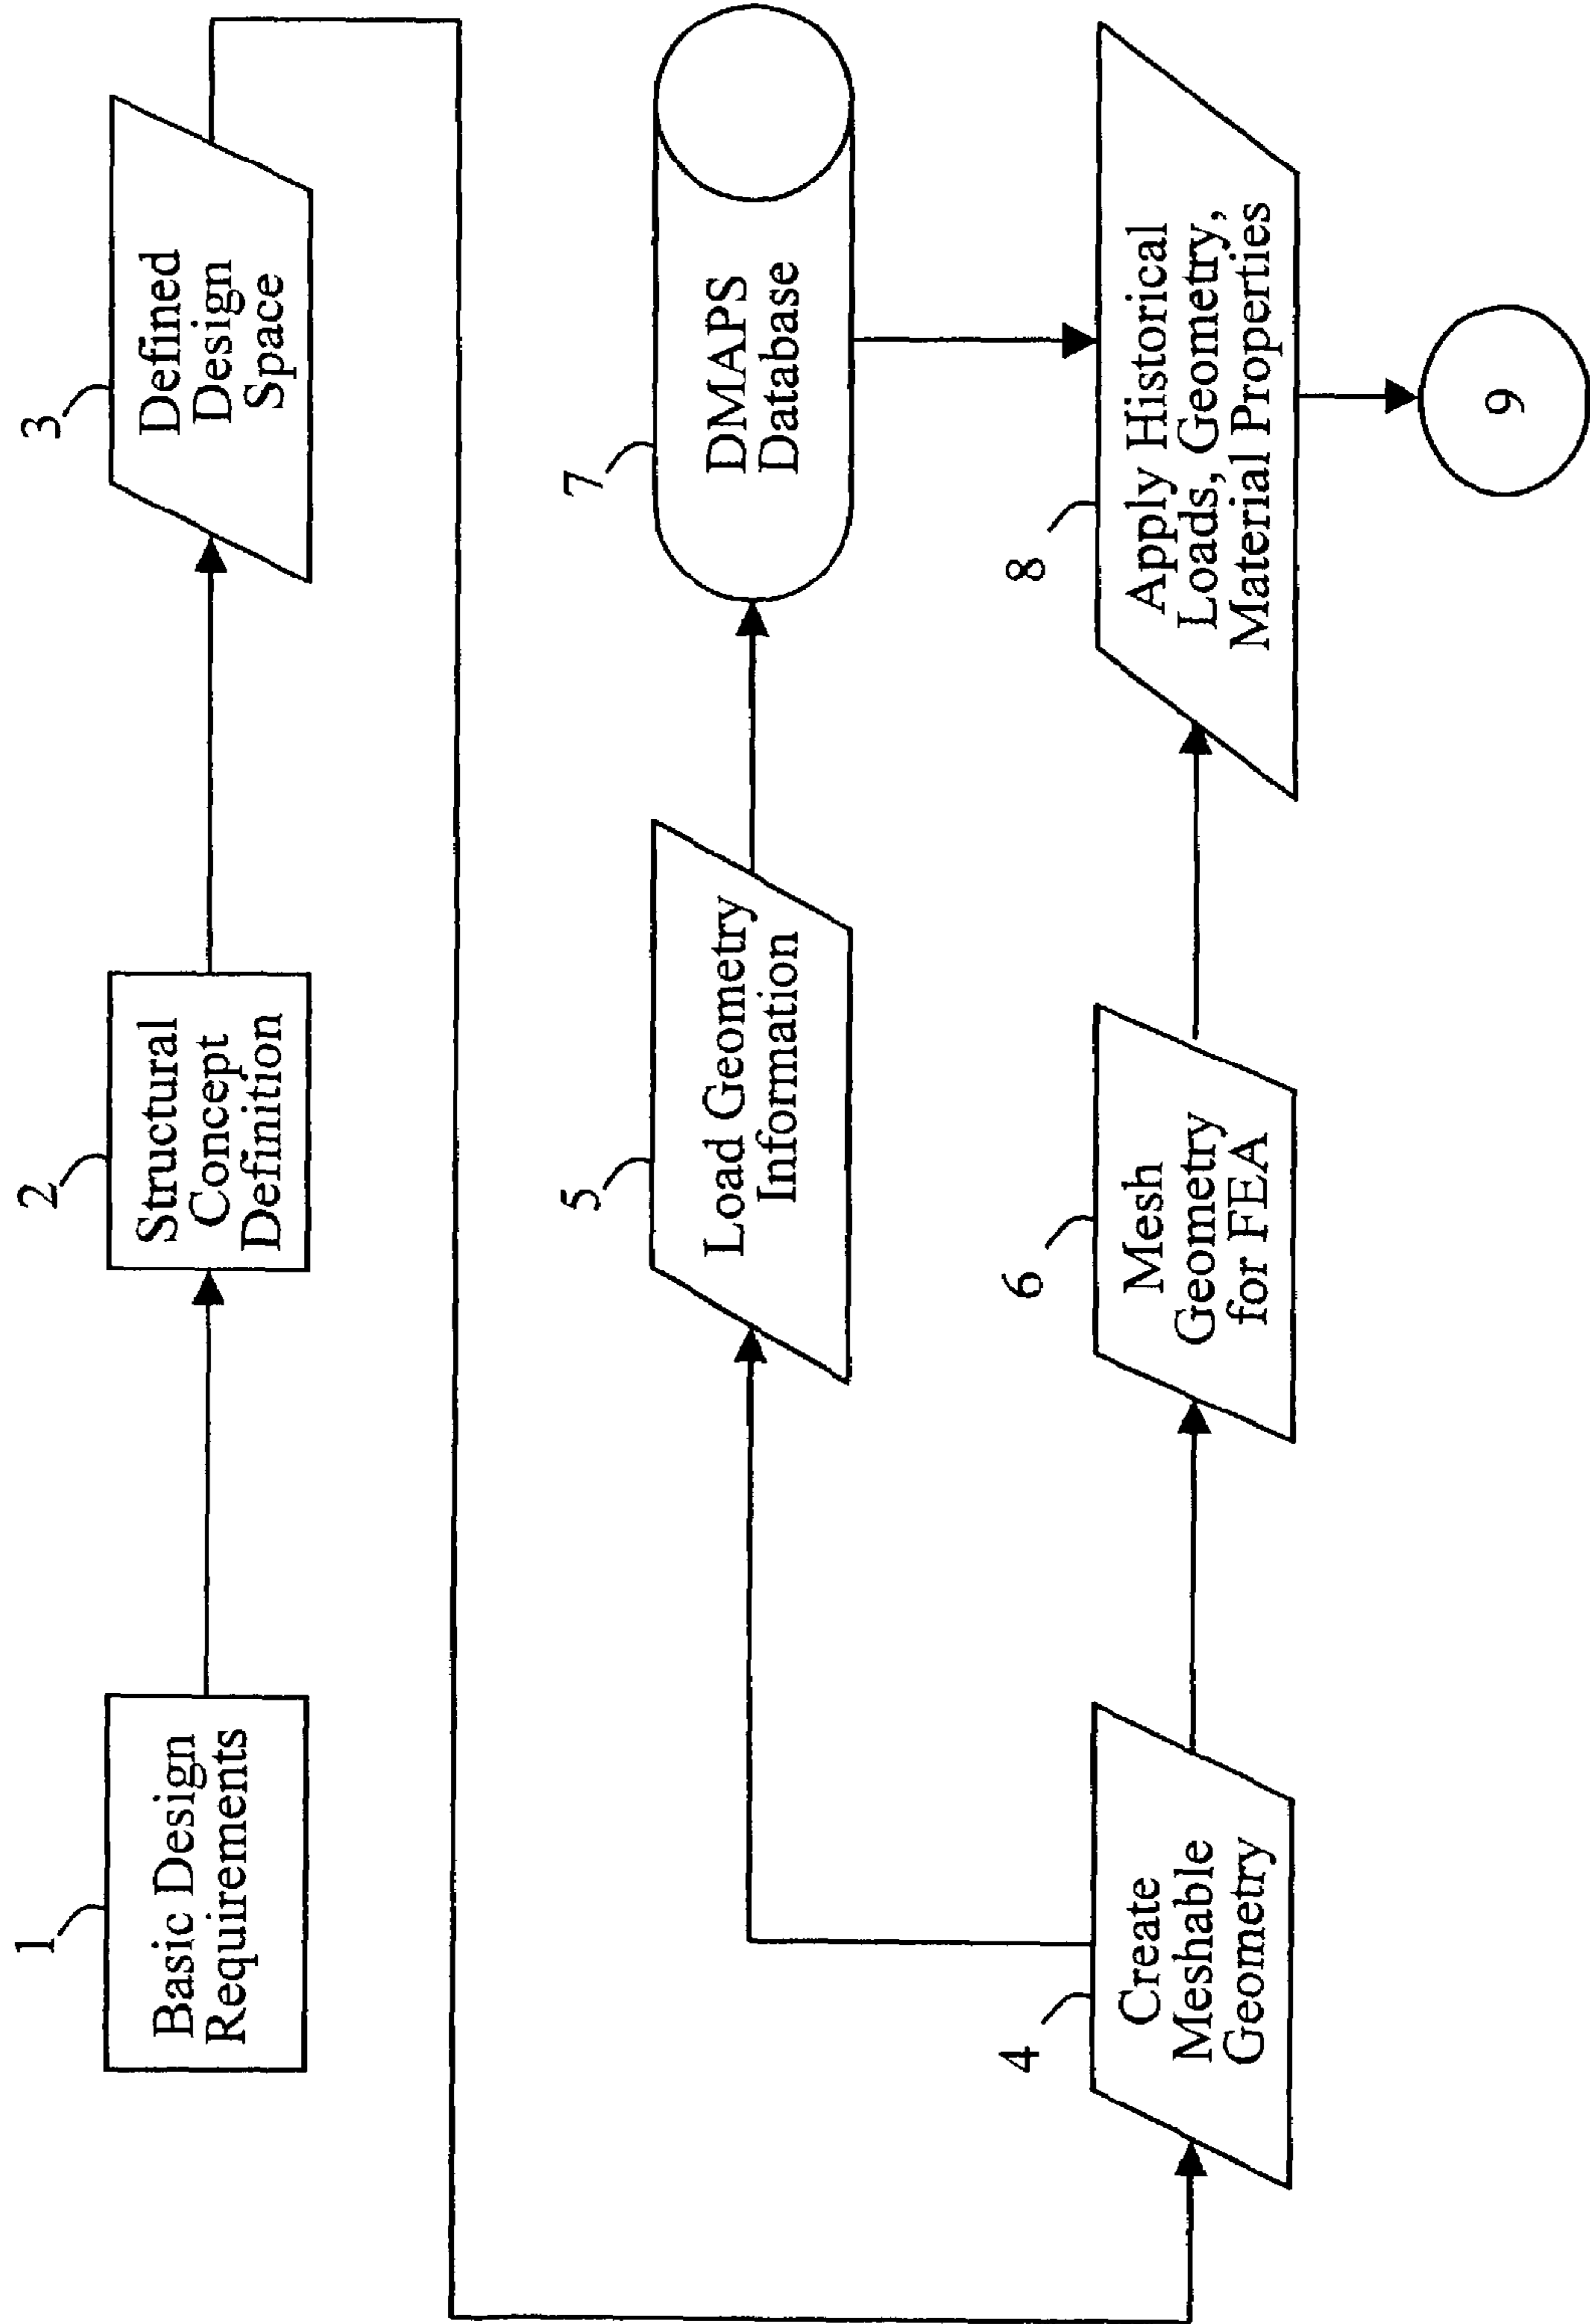 1
Basic Design
Requirements
2
Structural
Concept
Definition
3
Defined
Design
Space
5
Load Geometry
Information
7
DMAPS
Database
4
Create
Meshable
Geometry
6
Mesh
Geometry
for FEA
8
Apply Historical
Loads, Geometry,
Material Properties
9